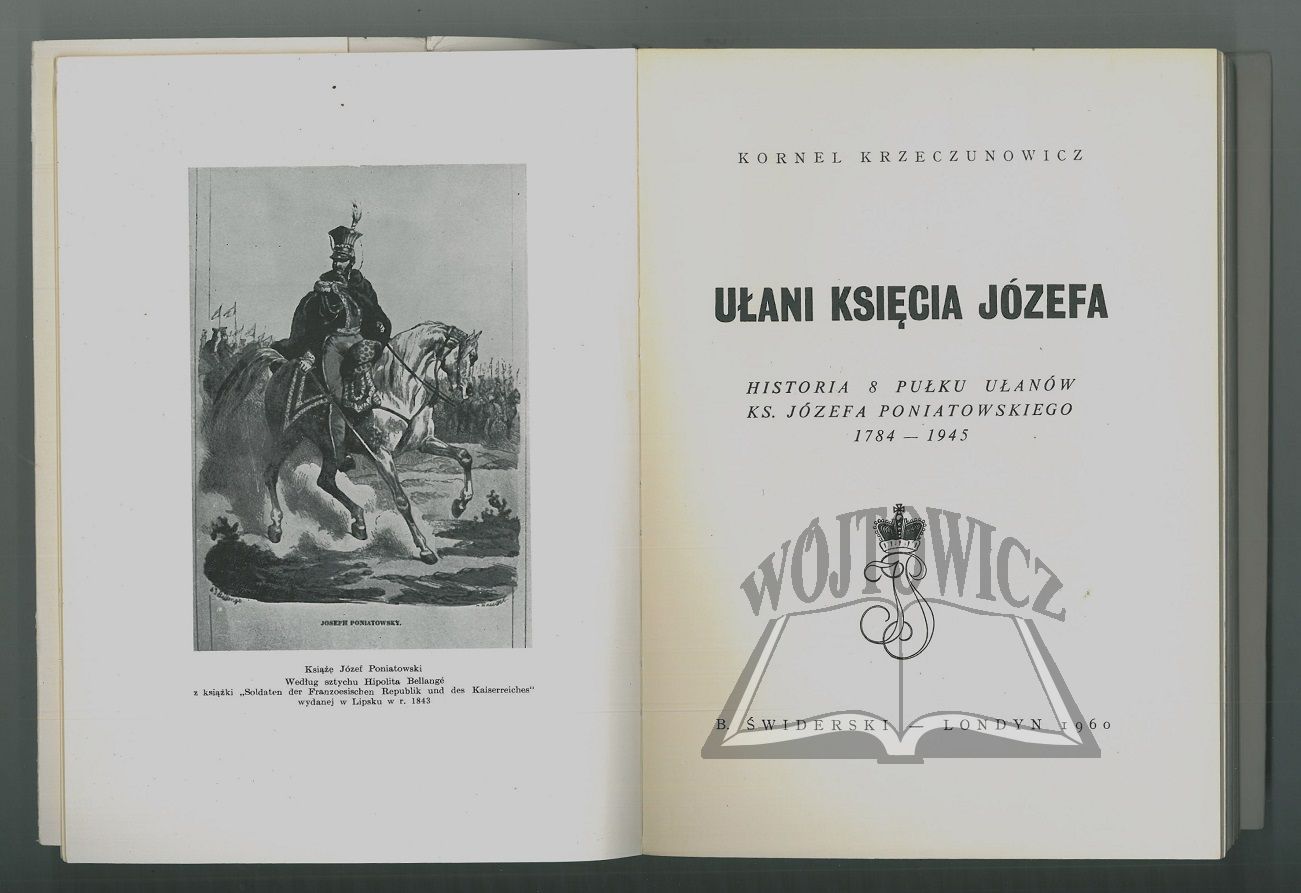 JOSEPH PONIATOWSKY.
Książę Józef Poniatowski
Według sztychu Hipolita Bellangé
z książki „Soldaten der Franzoesischen Republik und des Kaiserreiches"
wydanej w Lipsku w r. 1843
KORNEL KRZECZUNOWICZ
UŁANI KSIĘCIA JÓZEFA
HISTORIA 8 PUŁKU UŁANÓW
KS. JÓZEFA PONIATOWSKIEGO
1784 — 1945
WÓJTOWICZ
B. ŚWIDERSKI — LONDYN 1960